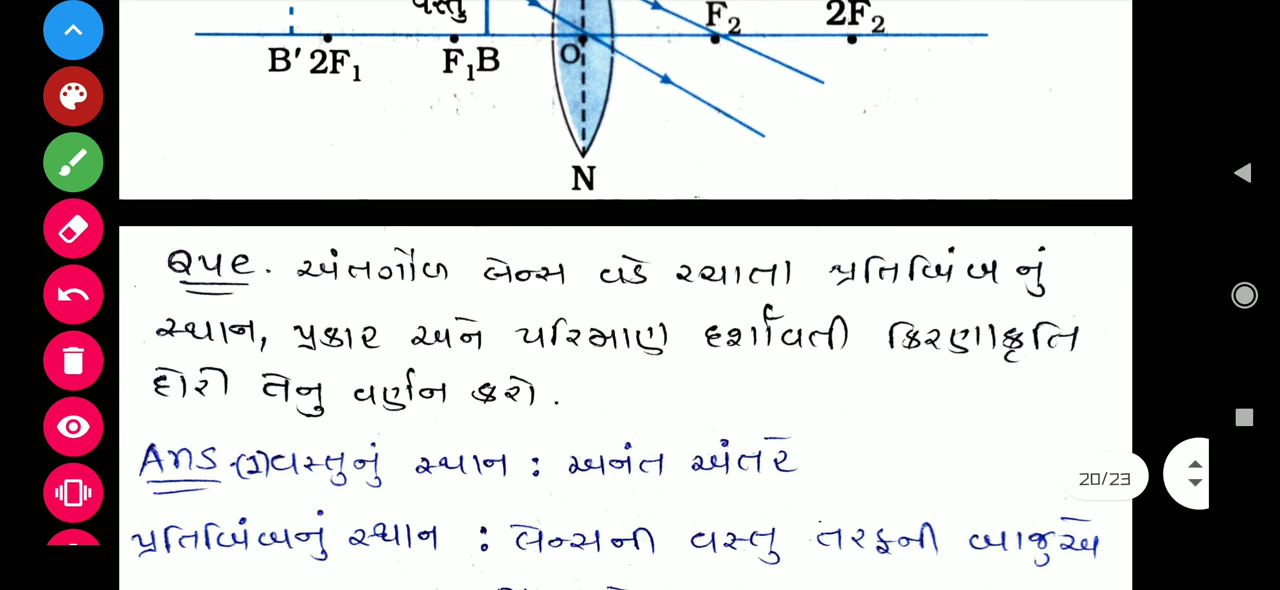 વસ્તુ
F₂ 2F₂
B' 2F₁ F₁B O
N
Que. અંતર્ગોળ લેન્સ વડે રચાતા પ્રતિબિંબ નું
સ્થાન, પ્રકાર અને પરિમાણ દર્શાવતી કિરણાકૃતિ
દોરી તેનુ વર્ણન કરો.
Ans.(1)વસ્તુનું સ્થાન : અનંત અંતરે
20/23
પ્રતિબિંબનું સ્થાન : લેન્સની વસ્તુ તરફની બાજુએ